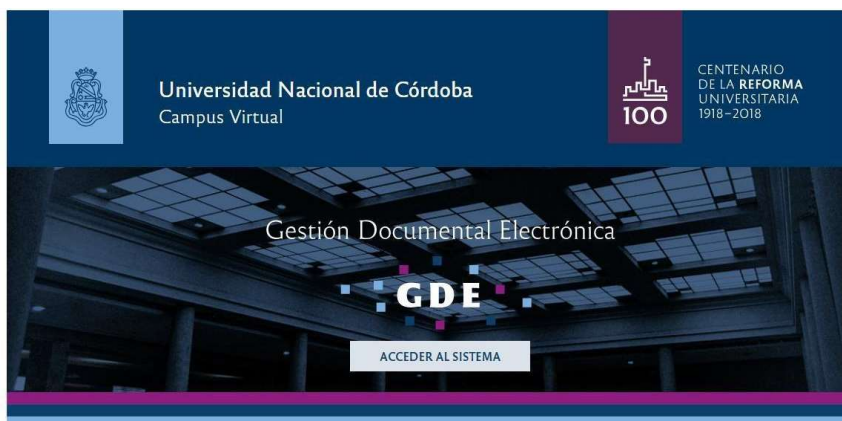 Universidad Nacional de Córdoba
Campus Virtual
100
CENTENARIO
DE LA REFORMA
UNIVERSITARIA
1918-2018
Gestión Documental Electrónica
GDE
ACCEDER AL SISTEMA